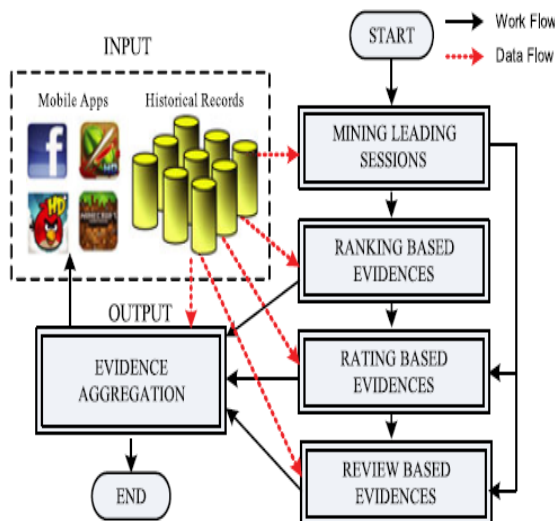 INPUT
START
Work Flow
Data Flow
Mobile Apps
Historical Records
MINING LEADING
SESSIONS
RANKING BASED
EVIDENCES
OUTPUT
EVIDENCE
AGGREGATION
RATING BASED
EVIDENCES
REVIEW BASED
EVIDENCES
END
f
HD